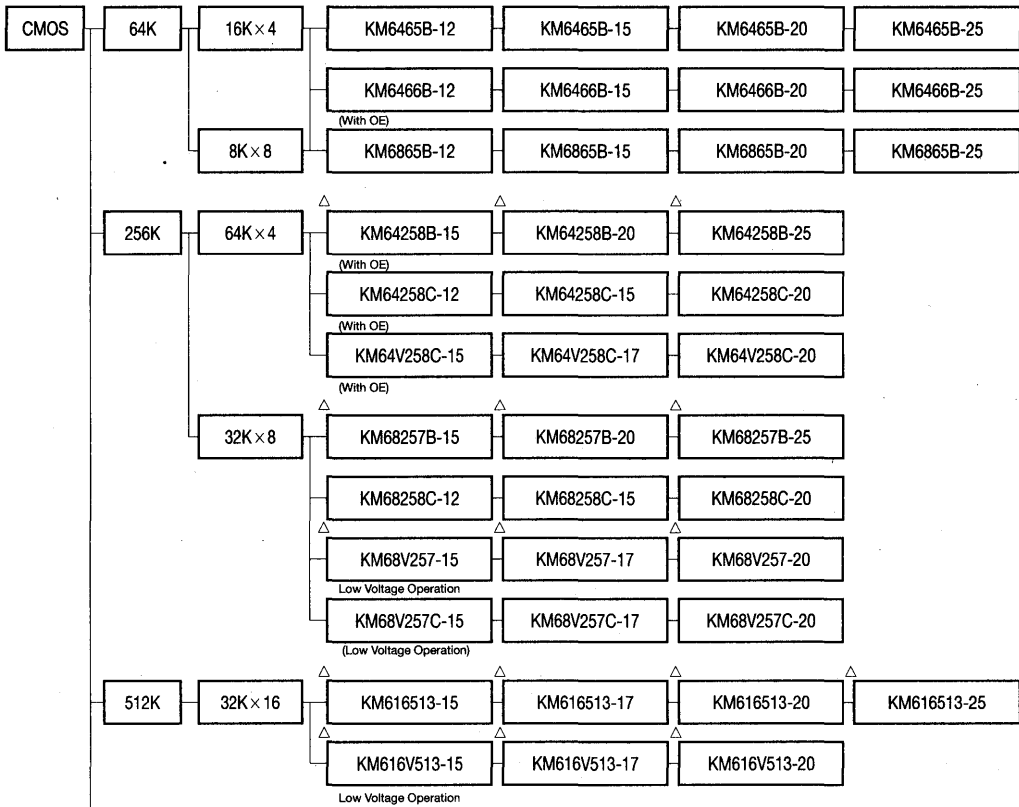 CMOS 64K 16K×4 KM6465B-12 KM6465B-15 KM6465B-20 KM6465B-25
KM6466B-12 KM6466B-15 KM6466B-20 KM6466B-25
(With OE)
8K×8 KM6865B-12 KM6865B-15 KM6865B-20 KM6865B-25
△ △ △
256K 64K×4 KM64258B-15 KM64258B-20 KM64258B-25
(With OE)
KM64258C-12 KM64258C-15 KM64258C-20
(With OE)
KM64V258C-15 KM64V258C-17 KM64V258C-20
(With OE)
△ △ △
32K×8 KM68257B-15 KM68257B-20 KM68257B-25
KM68258C-12 KM68258C-15 KM68258C-20
△ △ △
KM68V257-15 KM68V257-17 KM68V257-20
Low Voltage Operation
KM68V257C-15 KM68V257C-17 KM68V257C-20
(Low Voltage Operation)
△ △ △ △
512K 32K×16 KM616513-15 KM616513-17 KM616513-20 KM616513-25
△ △ △
KM616V513-15 KM616V513-17 KM616V513-20
Low Voltage Operation